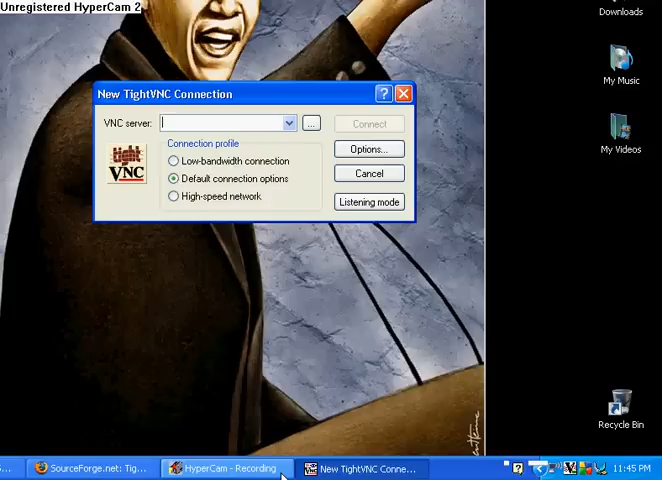 Unregistered HyperCam 2
Downloads
My Music
My Videos
New TightVNC Connection
VNC server:
...
Connect
Connection profile
Low-bandwidth connection
Default connection options
High-speed network
Options...
Cancel
Listening mode
tight
VNC
Recycle Bin
SourceForge.net: Tig...
HyperCam - Recording
New TightVNC Conne...
11:45 PM